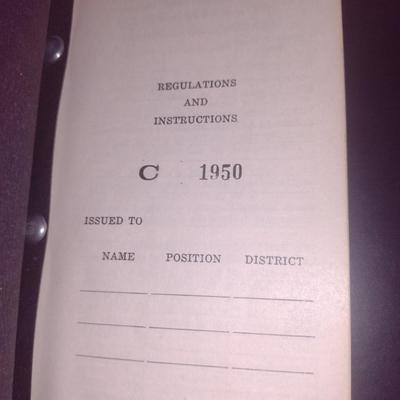 REGULATIONS
AND
INSTRUCTIONS
C 1950
ISSUED TO
NAME POSITION DISTRICT